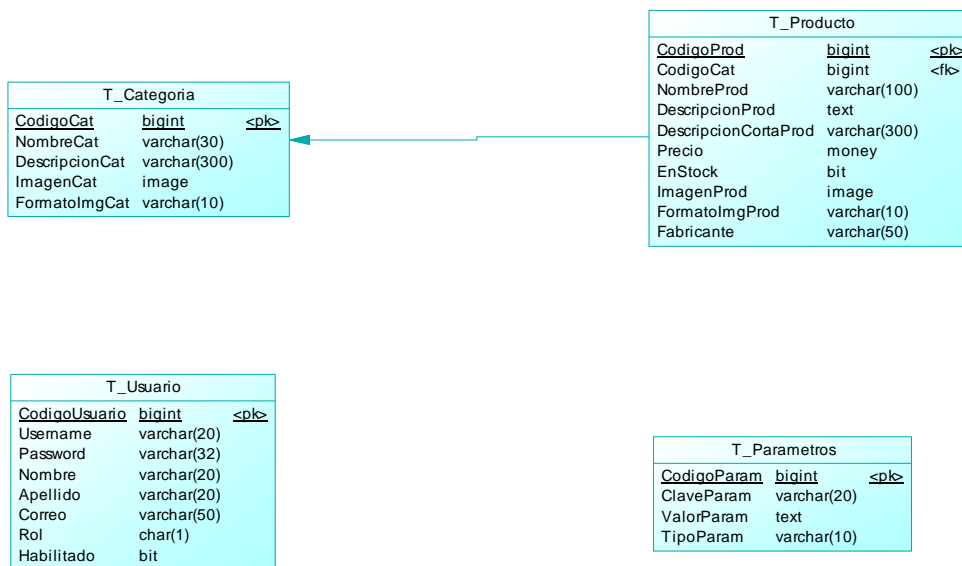 T_Producto
CodigoProd bigint <pk>
CodigoCat bigint <fk>
NombreProd varchar(100)
DescripcionProd text
DescripcionCortaProd varchar(300)
Precio money
EnStock bit
ImagenProd image
FormatoImgProd varchar(10)
Fabricante varchar(50)
T_Categoria
CodigoCat bigint <pk>
NombreCat varchar(30)
DescripcionCat varchar(300)
ImagenCat image
FormatoImgCat varchar(10)
T_Usuario
CodigoUsuario bigint <pk>
Username varchar(20)
Password varchar(32)
Nombre varchar(20)
Apellido varchar(20)
Correo varchar(50)
Rol char(1)
Habilitado bit
T_Parametros
CodigoParam bigint <pk>
ClaveParam varchar(20)
ValorParam text
TipoParam varchar(10)